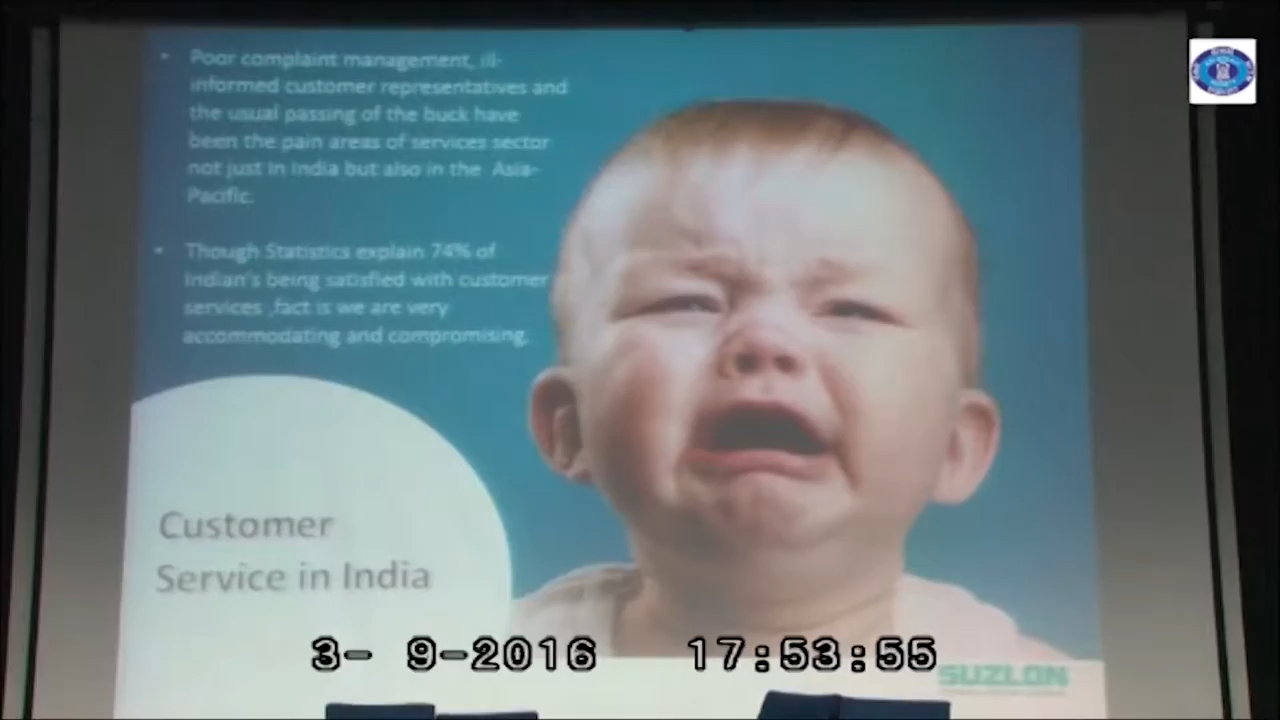 • Poor complaint management, ill-
informed customer representatives and
the usual passing of the buck have
been the pain areas of services sector
not just in India but also in the Asia-
Pacific.
• Though Statistics explain 74% of
Indian's being satisfied with customer
services ,fact is we are very
accommodating and compromising.
Customer
Service in India
3- 9-2016 17:53:55
SUZLON